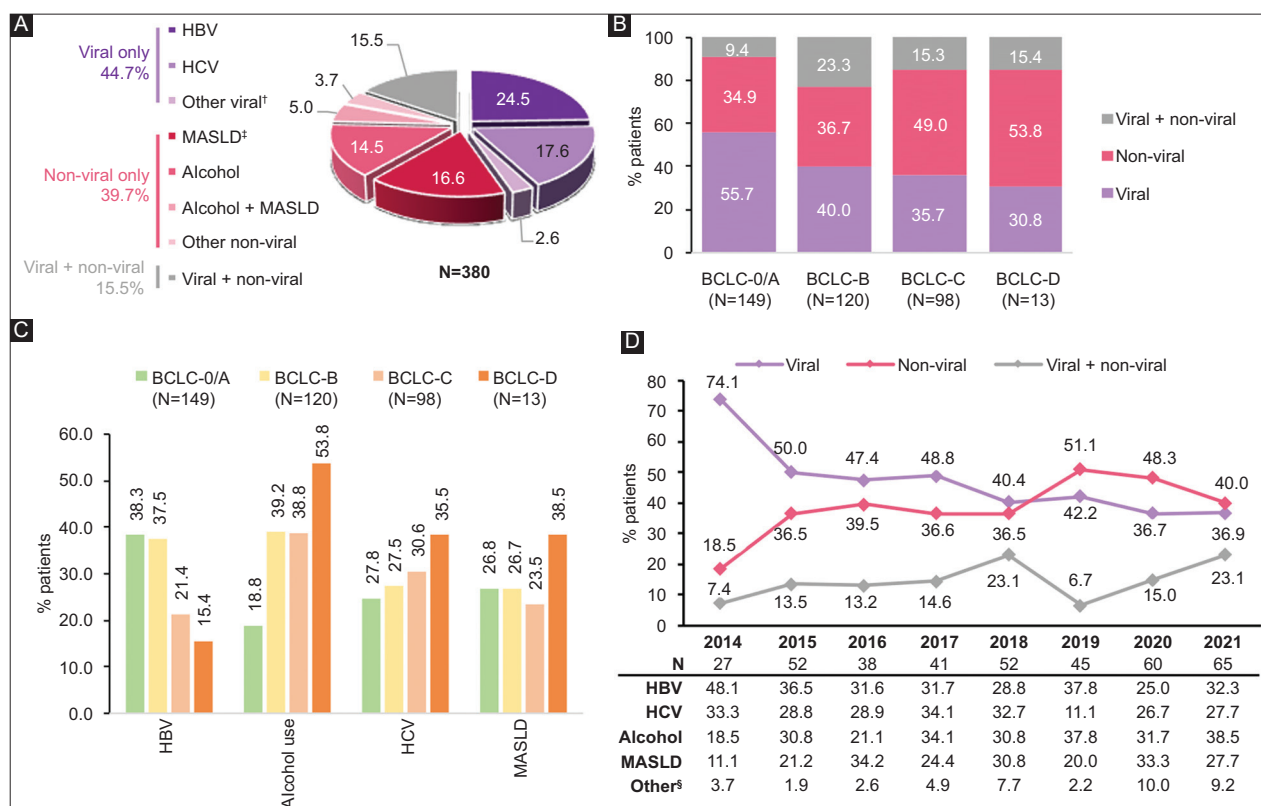 A
Viral only
44.7%
HBV
HCV
Other viral†
Non-viral only
39.7%
MASLD‡
Alcohol
Alcohol + MASLD
Other non-viral
Viral + non-viral
15.5%
Viral + non-viral
15.5
3.7
5.0
14.5
16.6
24.5
17.6
2.6
N=380
B
% patients
100
80
60
40
20
0
9.4
34.9
55.7
23.3
36.7
40.0
15.3
49.0
35.7
15.4
53.8
30.8
BCLC-0/A
(N=149)
BCLC-B
(N=120)
BCLC-C
(N=98)
BCLC-D
(N=13)
Viral + non-viral
Non-viral
Viral
C
BCLC-0/A
(N=149)
BCLC-B
(N=120)
BCLC-C
(N=98)
BCLC-D
(N=13)
% patients
60.0
50.0
40.0
30.0
20.0
10.0
0.0
38.3
37.5
21.4
15.4
18.8
39.2
38.8
53.8
27.8
27.5
30.6
35.5
26.8
26.7
23.5
38.5
HBV
Alcohol use
HCV
MASLD
D
Viral
Non-viral
Viral + non-viral
% patients
80
70
60
50
40
30
20
10
0
74.1
50.0
47.4
48.8
40.4
42.2
36.7
36.9
18.5
36.5
39.5
36.6
36.5
51.1
48.3
40.0
7.4
13.5
13.2
14.6
23.1
6.7
15.0
23.1
2014 2015 2016 2017 2018 2019 2020 2021
N 27 52 38 41 52 45 60 65
HBV 48.1 36.5 31.6 31.7 28.8 37.8 25.0 32.3
HCV 33.3 28.8 28.9 34.1 32.7 11.1 26.7 27.7
Alcohol 18.5 30.8 21.1 34.1 30.8 37.8 31.7 38.5
MASLD 11.1 21.2 34.2 24.4 30.8 20.0 33.3 27.7
Other§ 3.7 1.9 2.6 4.9 7.7 2.2 10.0 9.2